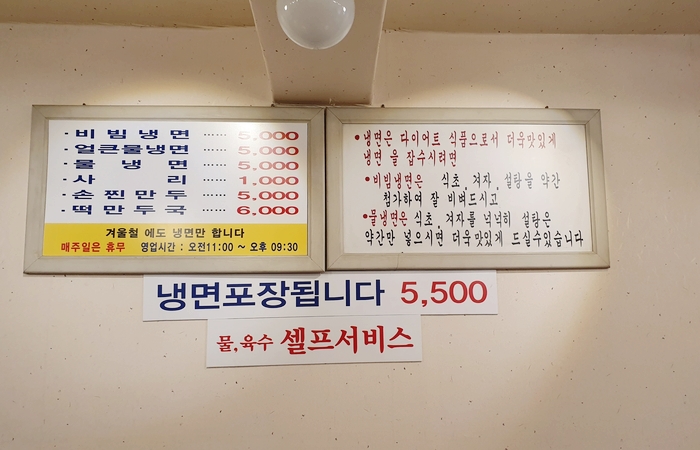 ·비빔냉면 ······ 5,000
·얼큰물냉면 ······ 5,000
·물냉면 ······ 5,000
·사리 ······ 1,000
·손찐만두 ······ 5,000
·떡만두국 ······ 6,000
겨울철 에도 냉면만 합니다
매주일은 휴무 영업시간 : 오전11:00 ~ 오후 09:30
•냉면은 다이어트 식품으로서 더욱맛있게
냉면 을 잡수시려면
•비빔냉면은 식초, 겨자, 설탕을 약간
첨가하여 잘 비벼드시고
•물냉면은 식초, 겨자를 넉넉히 설탕은
약간만 넣으시면 더욱 맛있게 드실수있습니다
냉면포장됩니다 5,500
물,육수 셀프서비스